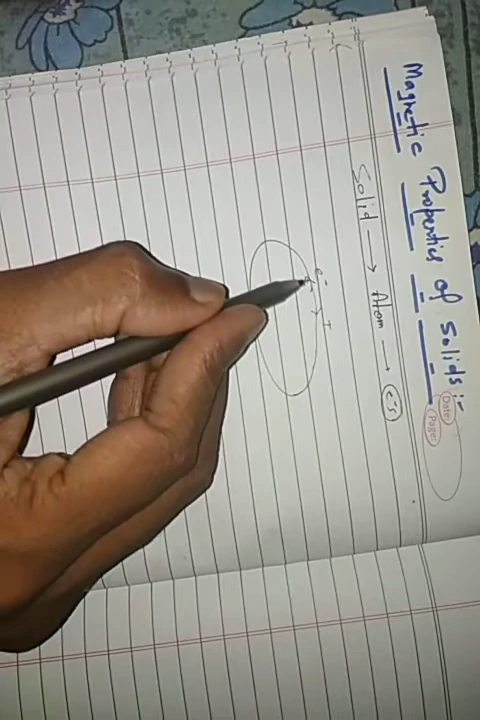 Date:
Page:
Magnetic Properties of Solids:-
Solid → Atom → e⁻s
e⁻
I